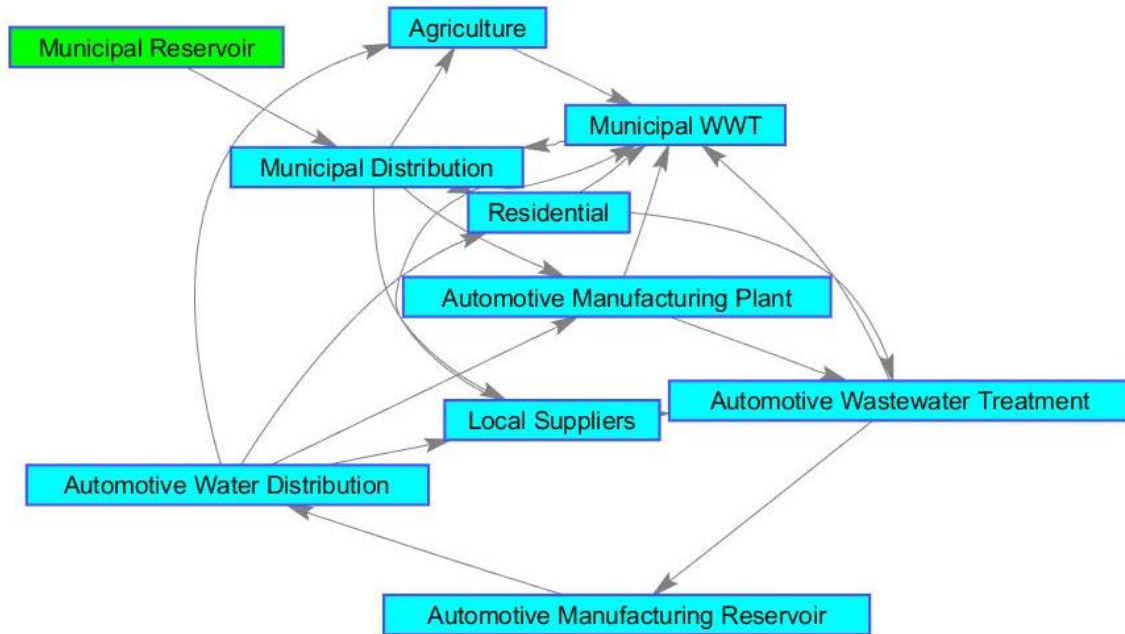 Agriculture
Municipal Reservoir
Municipal WWT
Municipal Distribution
Residential
Automotive Manufacturing Plant
Automotive Wastewater Treatment
Local Suppliers
Automotive Water Distribution
Automotive Manufacturing Reservoir